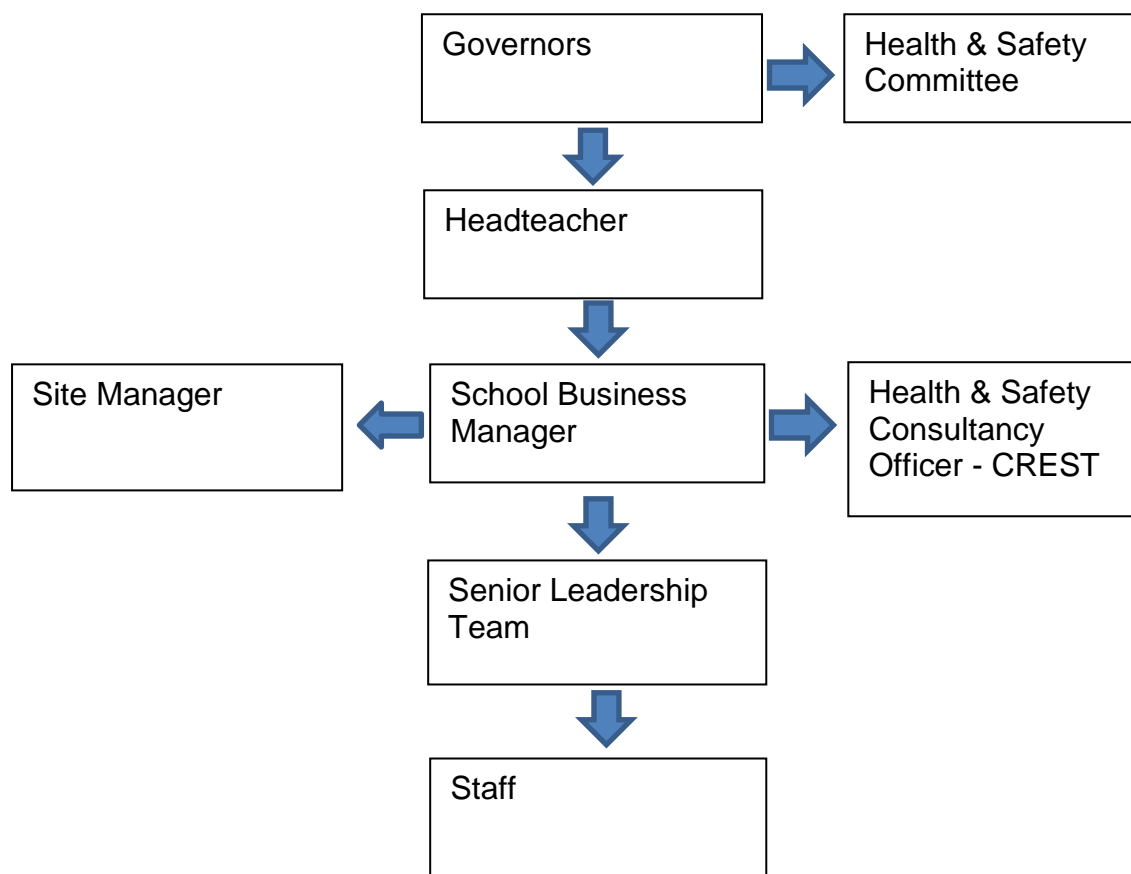 Governors
Health & Safety
Committee
Headteacher
Site Manager
School Business
Manager
Health & Safety
Consultancy
Officer - CREST
Senior Leadership
Team
Staff